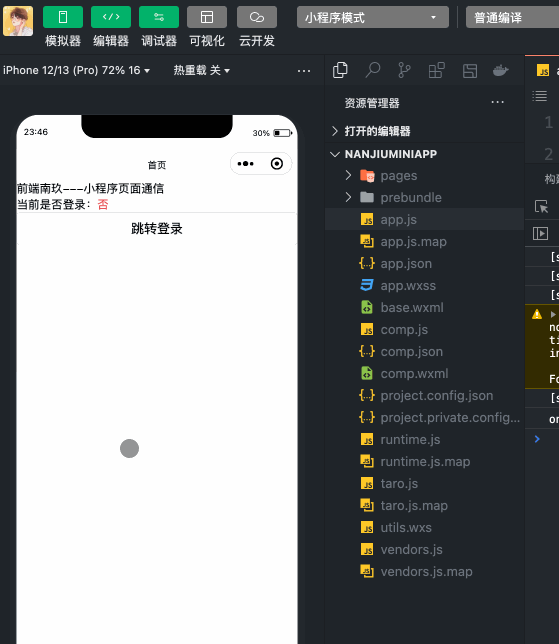 小程序模式
普通编译
模拟器 编辑器 调试器 可视化 云开发
iPhone 12/13 (Pro) 72% 16
热重载 关
资源管理器
打开的编辑器
NANJIUMINIAPP
pages
prebundle
app.js
app.js.map
app.json
app.wxss
base.wxml
comp.js
comp.json
comp.wxml
project.config.json
project.private.config...
runtime.js
runtime.js.map
taro.js
taro.js.map
utils.wxs
vendors.js
vendors.js.map
23:46
30%
首页
前端南玖---小程序页面通信
当前是否登录：否
跳转登录
1
2
[s
[s
[s
no
ti
in
Fo
[s
on